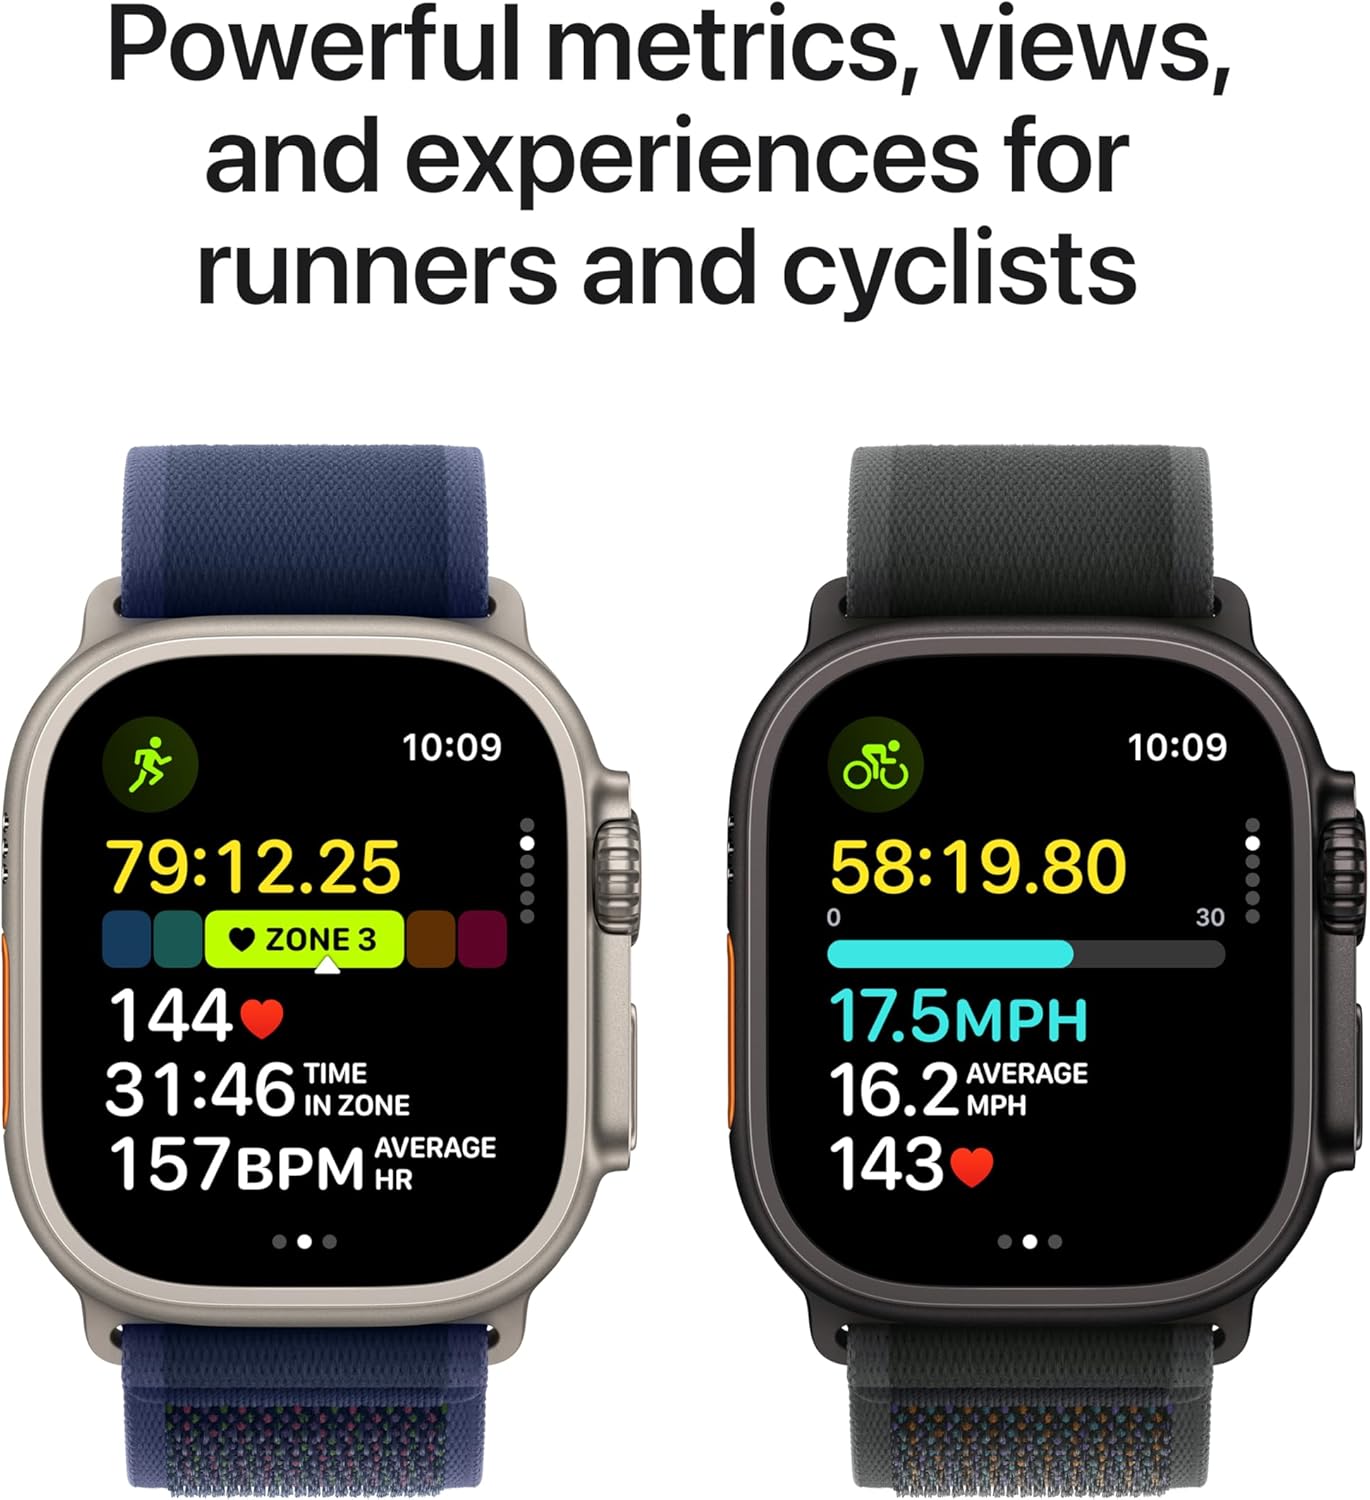 Powerful metrics, views,
and experiences for
runners and cyclists
10:09
79:12.25
ZONE 3
144
31:46 TIME IN ZONE
157BPM AVERAGE HR
10:09
58:19.80
0 30
17.5MPH
16.2 AVERAGE MPH
143